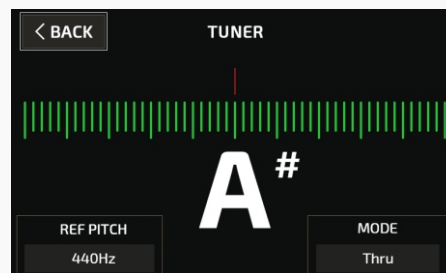 < BACK
TUNER
A#
REF PITCH
440Hz
MODE
Thru